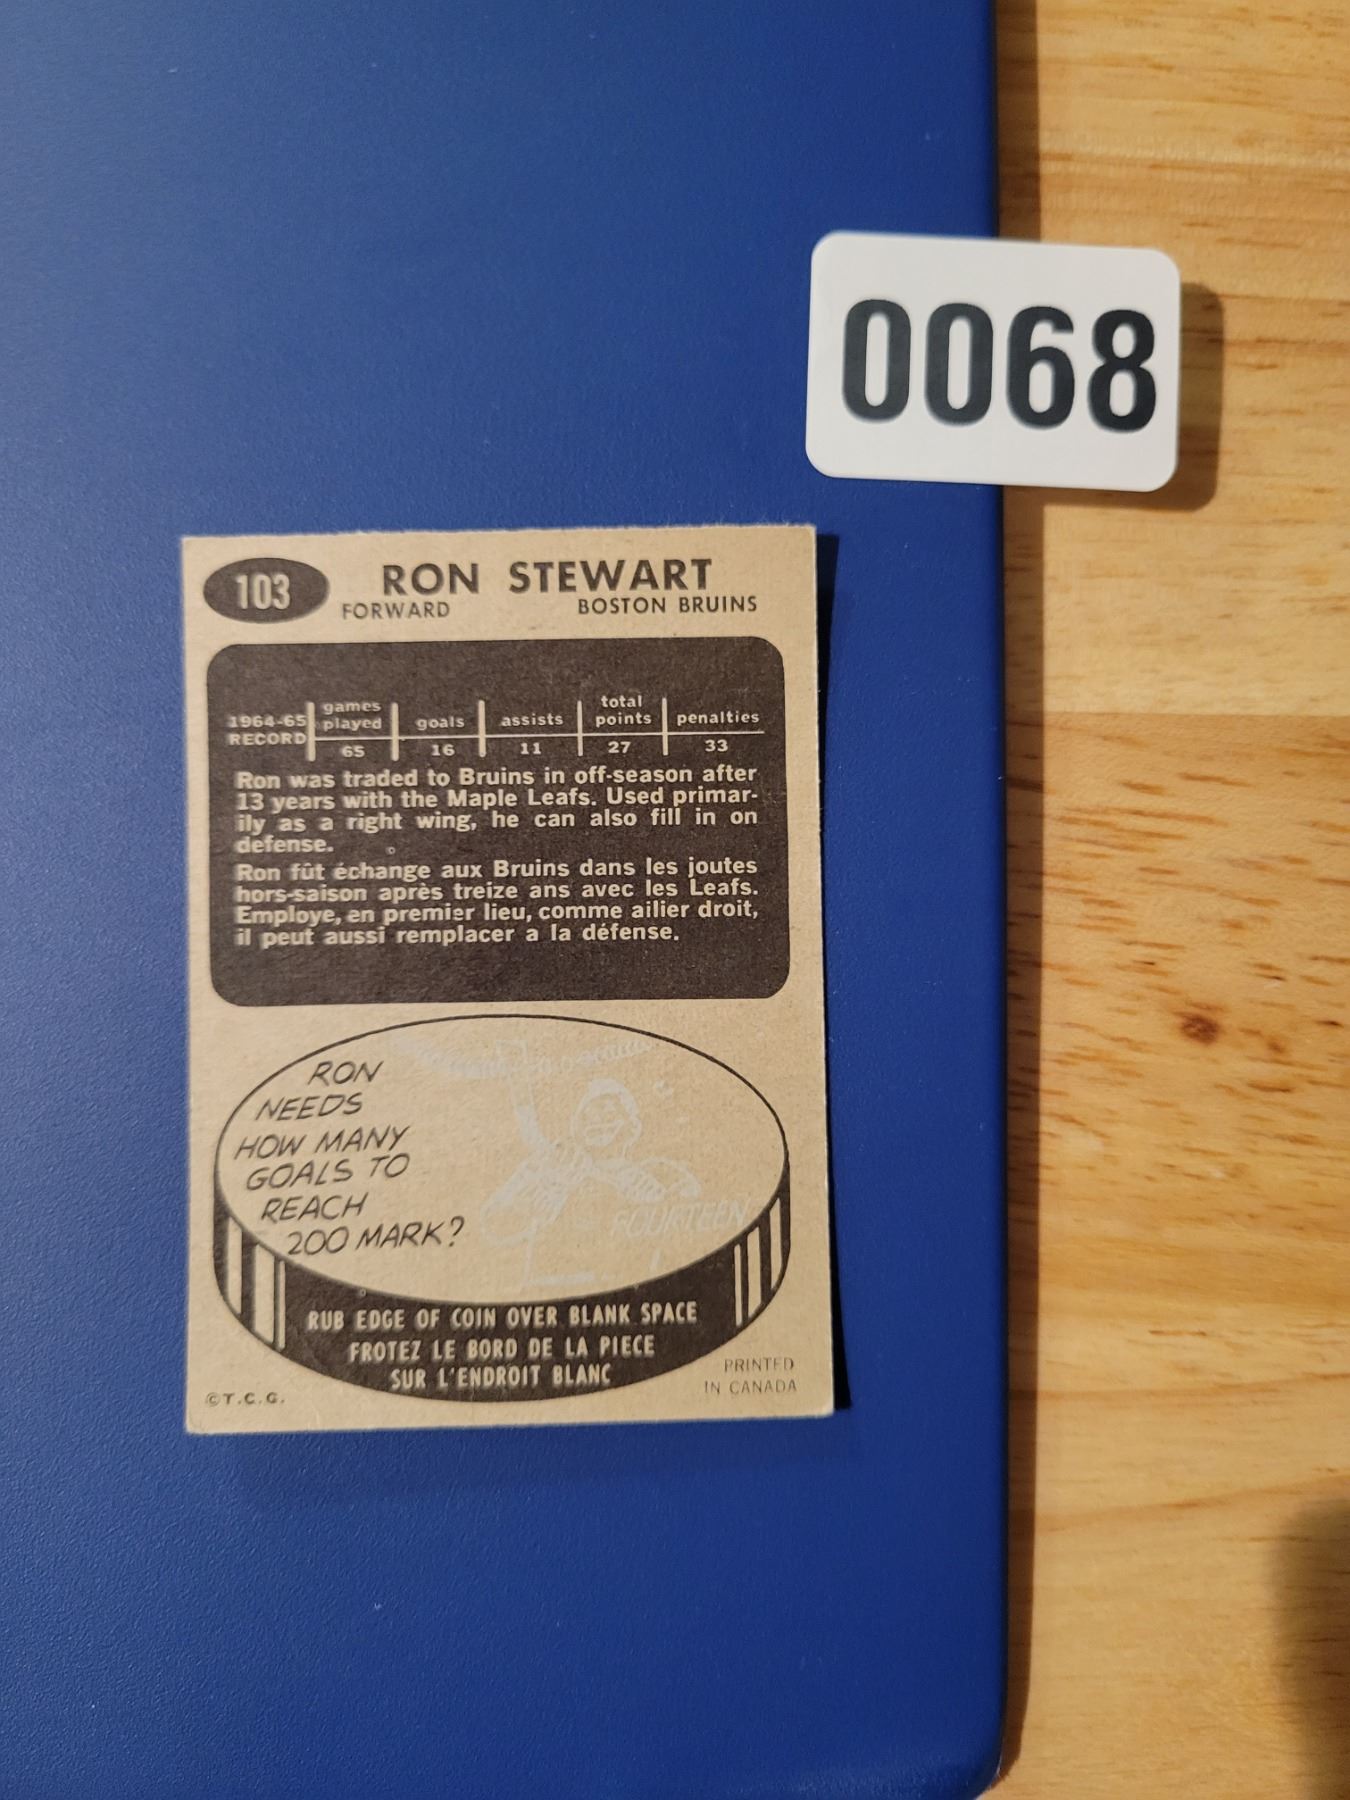 0068
103 RON STEWART
FORWARD BOSTON BRUINS
1964-65 RECORD games played goals assists total points penalties
65 16 11 27 33
Ron was traded to Bruins in off-season after
13 years with the Maple Leafs. Used primar-
ily as a right wing, he can also fill in on
defense.
Ron fût échange aux Bruins dans les joutes
hors-saison après treize ans avec les Leafs.
Employe, en premier lieu, comme ailier droit,
il peut aussi remplacer a la défense.
RON
NEEDS
HOW MANY
GOALS TO
REACH
200 MARK?
FOURTEEN
RUB EDGE OF COIN OVER BLANK SPACE
FROTEZ LE BORD DE LA PIECE
SUR L'ENDROIT BLANC
©T.C.G.
PRINTED
IN CANADA